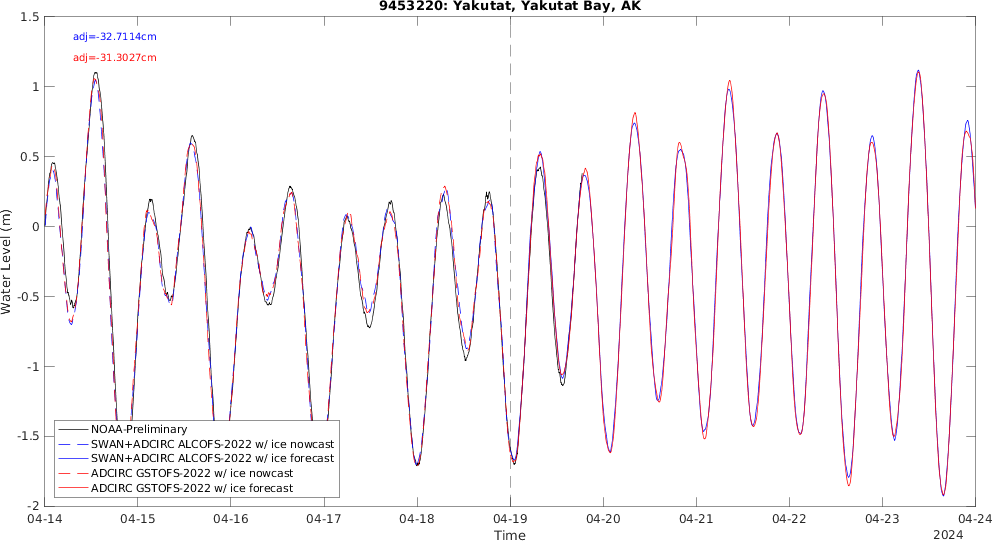 9453220: Yakutat, Yakutat Bay, AK
adj=-32.7114cm
adj=-31.3027cm
Water Level (m)
1.5
1
0.5
0
-0.5
-1
-1.5
-2
NOAA-Preliminary
SWAN+ADCIRC ALCOFS-2022 w/ ice nowcast
SWAN+ADCIRC ALCOFS-2022 w/ ice forecast
ADCIRC GSTOFS-2022 w/ ice nowcast
ADCIRC GSTOFS-2022 w/ ice forecast
04-14 04-15 04-16 04-17 04-18 04-19 04-20 04-21 04-22 04-23 04-24
Time
2024